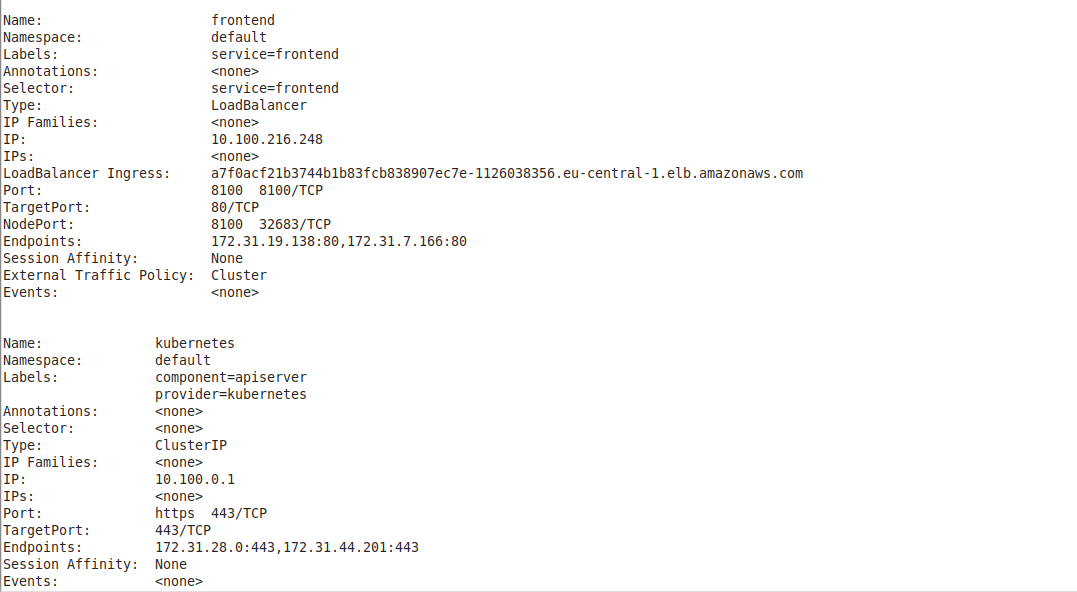 Name:                     frontend
Namespace:                default
Labels:                   service=frontend
Annotations:              <none>
Selector:                 service=frontend
Type:                     LoadBalancer
IP Families:              <none>
IP:                       10.100.216.248
IPs:                      <none>
LoadBalancer Ingress:     a7f0acf21b3744b1b83fcb838907ec7e-1126038356.eu-central-1.elb.amazonaws.com
Port:                     8100  8100/TCP
TargetPort:               80/TCP
NodePort:                 8100  32683/TCP
Endpoints:                172.31.19.138:80,172.31.7.166:80
Session Affinity:         None
External Traffic Policy:  Cluster
Events:                   <none>
Name:              kubernetes
Namespace:         default
Labels:            component=apiserver
                   provider=kubernetes
Annotations:       <none>
Selector:          <none>
Type:              ClusterIP
IP Families:       <none>
IP:                10.100.0.1
IPs:               <none>
Port:              https  443/TCP
TargetPort:        443/TCP
Endpoints:         172.31.28.0:443,172.31.44.201:443
Session Affinity:  None
Events:            <none>